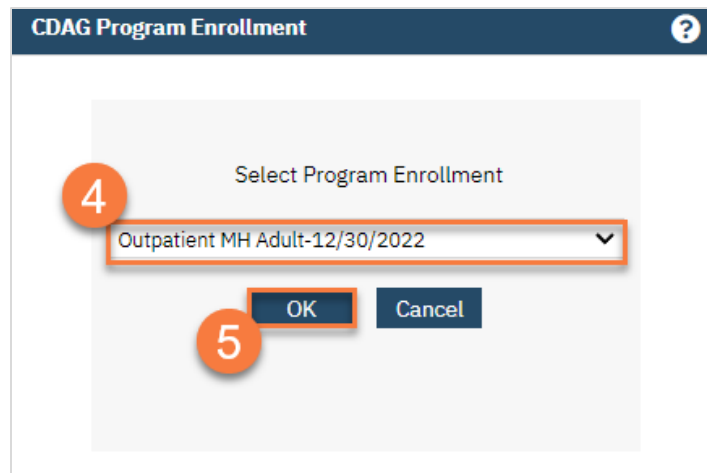 CDAG Program Enrollment ?
Select Program Enrollment
4
Outpatient MH Adult-12/30/2022
OK Cancel
5